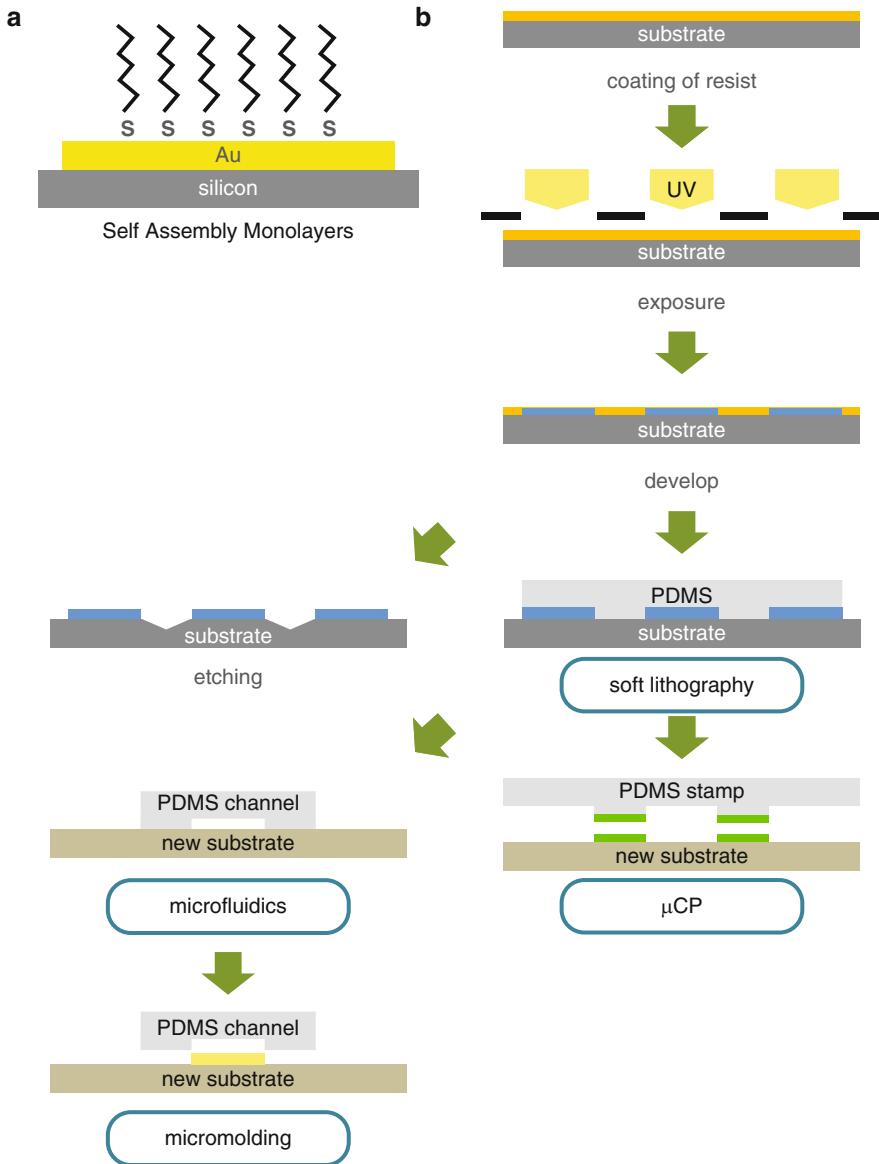 a
S S S S S S
Au
silicon
Self Assembly Monolayers
b
substrate
coating of resist
UV
substrate
exposure
substrate
develop
PDMS
substrate
soft lithography
substrate
etching
PDMS stamp
new substrate
μCP
PDMS channel
new substrate
microfluidics
PDMS channel
new substrate
micromolding